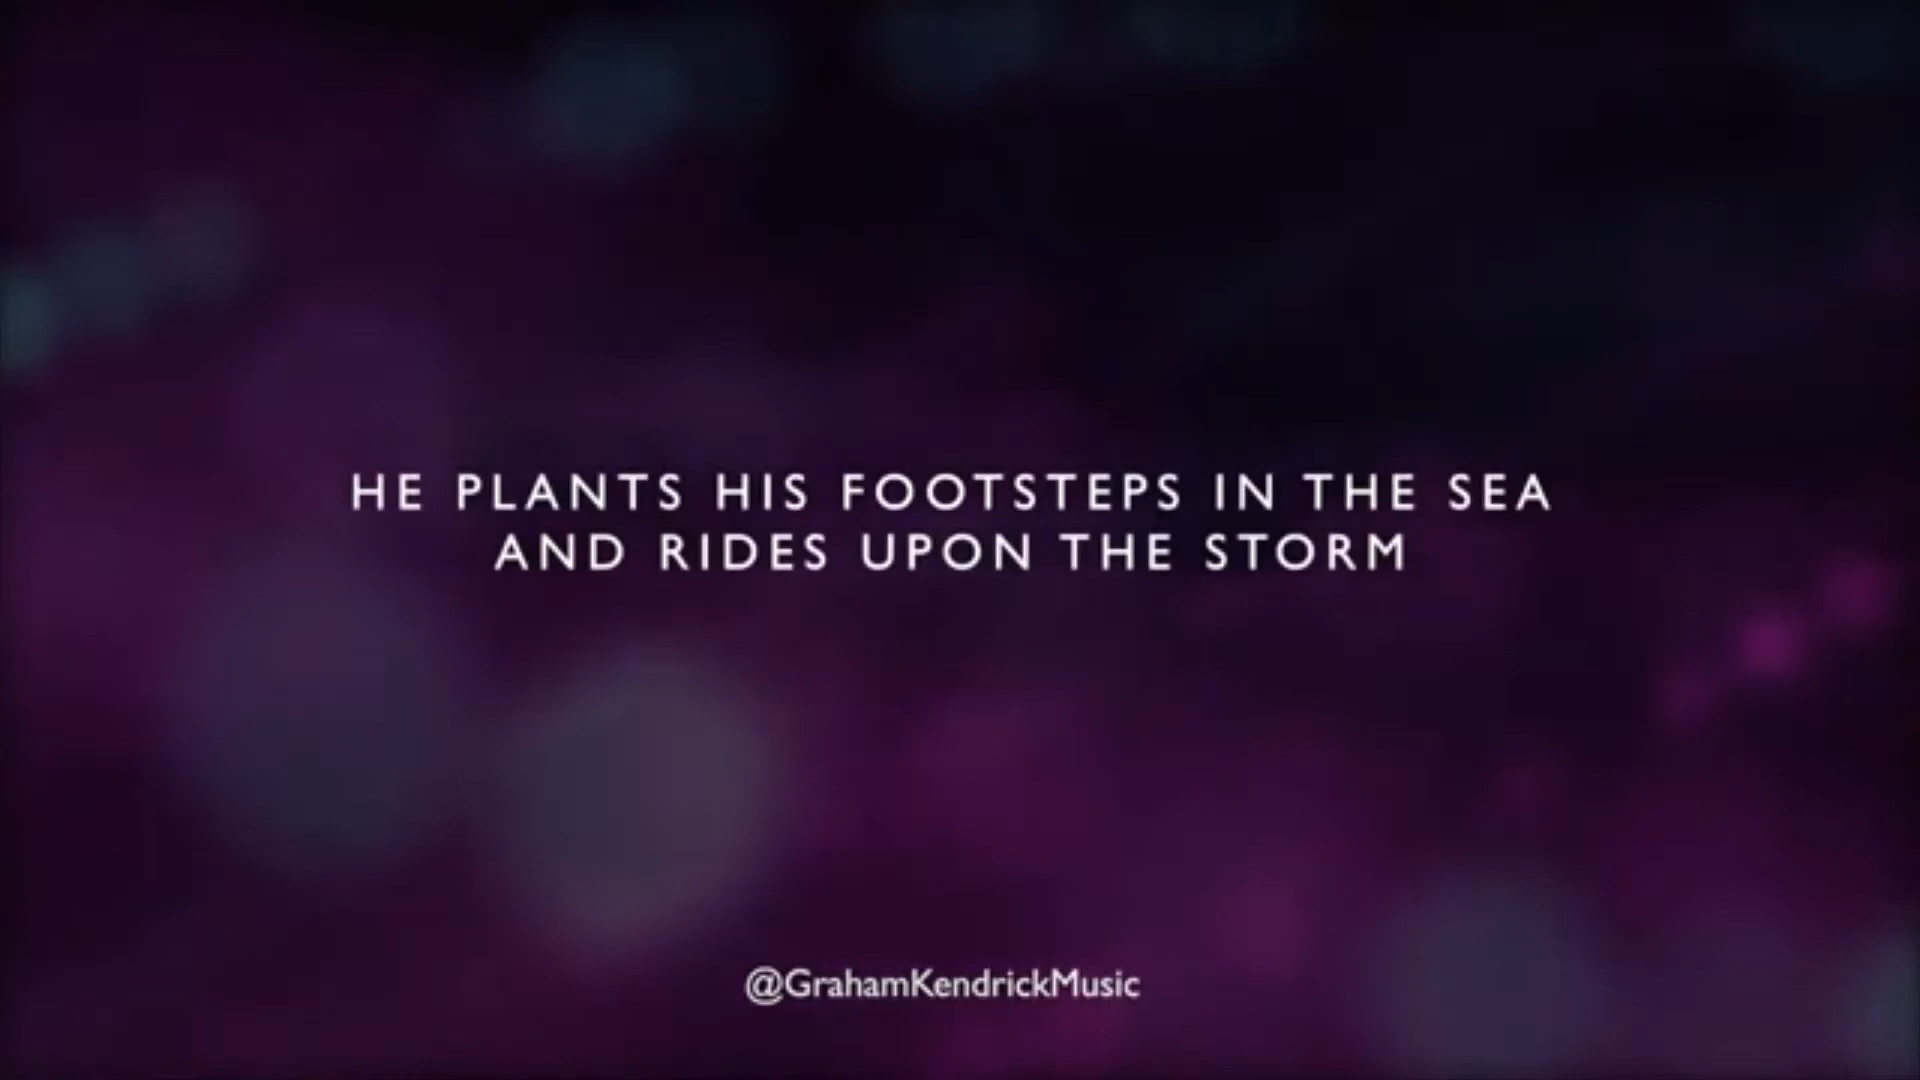 HE PLANTS HIS FOOTSTEPS IN THE SEA
AND RIDES UPON THE STORM
@GrahamKendrickMusic